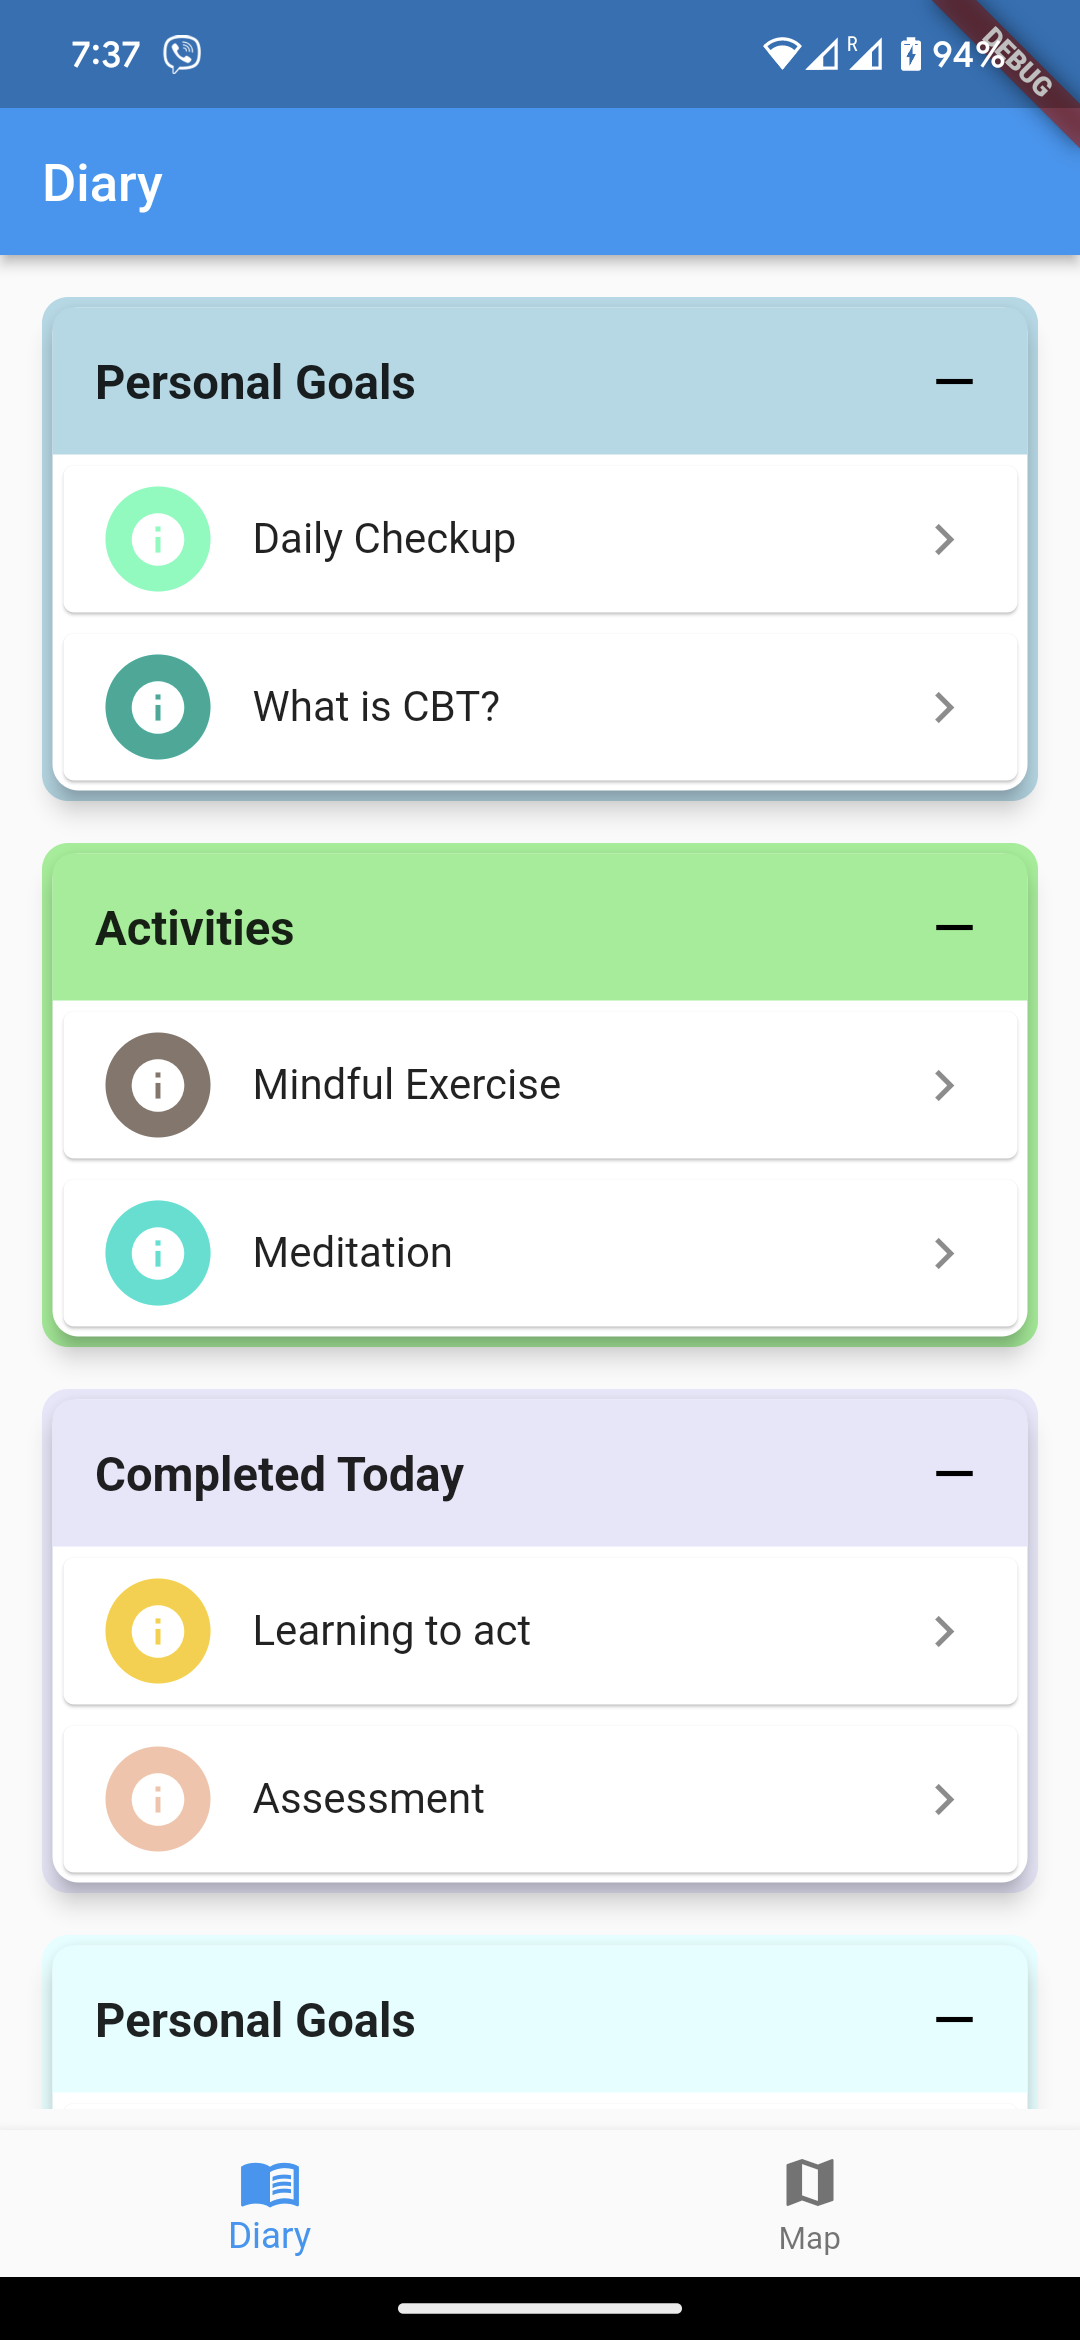 7:37
R
94%
DEBUG
Diary
Personal Goals
Daily Checkup
What is CBT?
Activities
Mindful Exercise
Meditation
Completed Today
Learning to act
Assessment
Personal Goals
Diary
Map